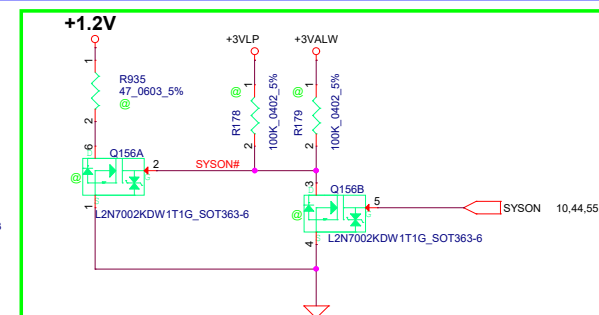 +1.2V
+3VLP
+3VALW
1
R935
47_0603_5%
@
2
1
@
R178
100K_0402_5%
2
1
@
R179
100K_0402_5%
2
6
Q156A
2
SYSON#
@
1
L2N7002KDW1T1G_SOT363-6
3
Q156B
5
SYSON
10,44,55
@
4
L2N7002KDW1T1G_SOT363-6